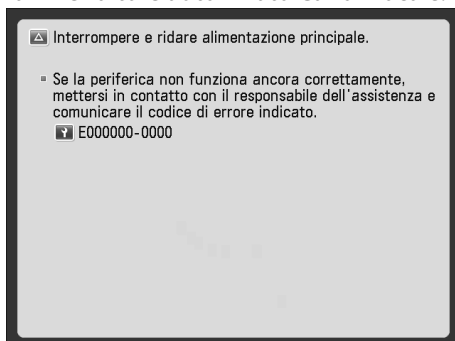 Interrompere e ridare alimentazione principale.
Se la periferica non funziona ancora correttamente,
mettersi in contatto con il responsabile dell'assistenza e
comunicare il codice di errore indicato.
E000000-0000